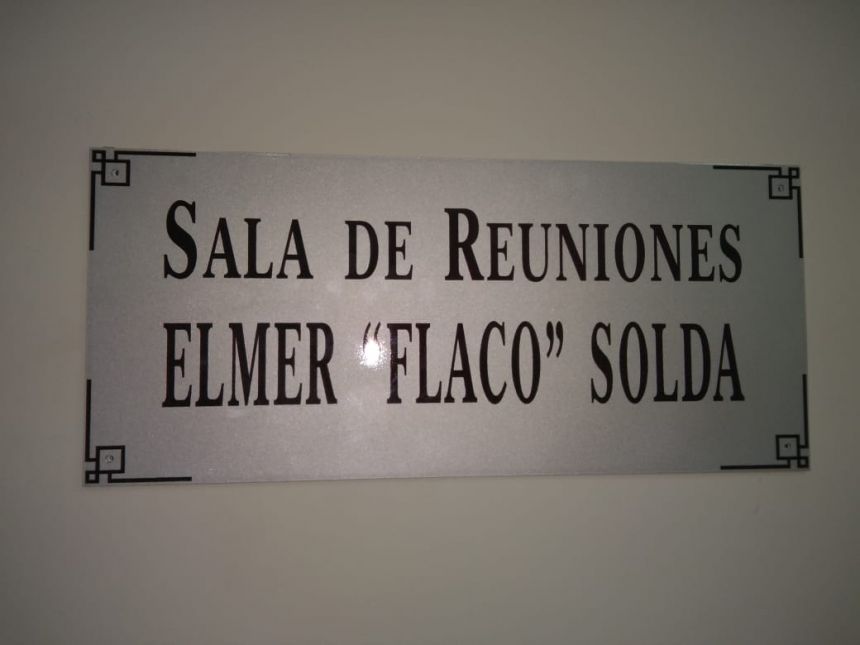 SALA DE REUNIONES
ELMER “FLACO” SOLDA